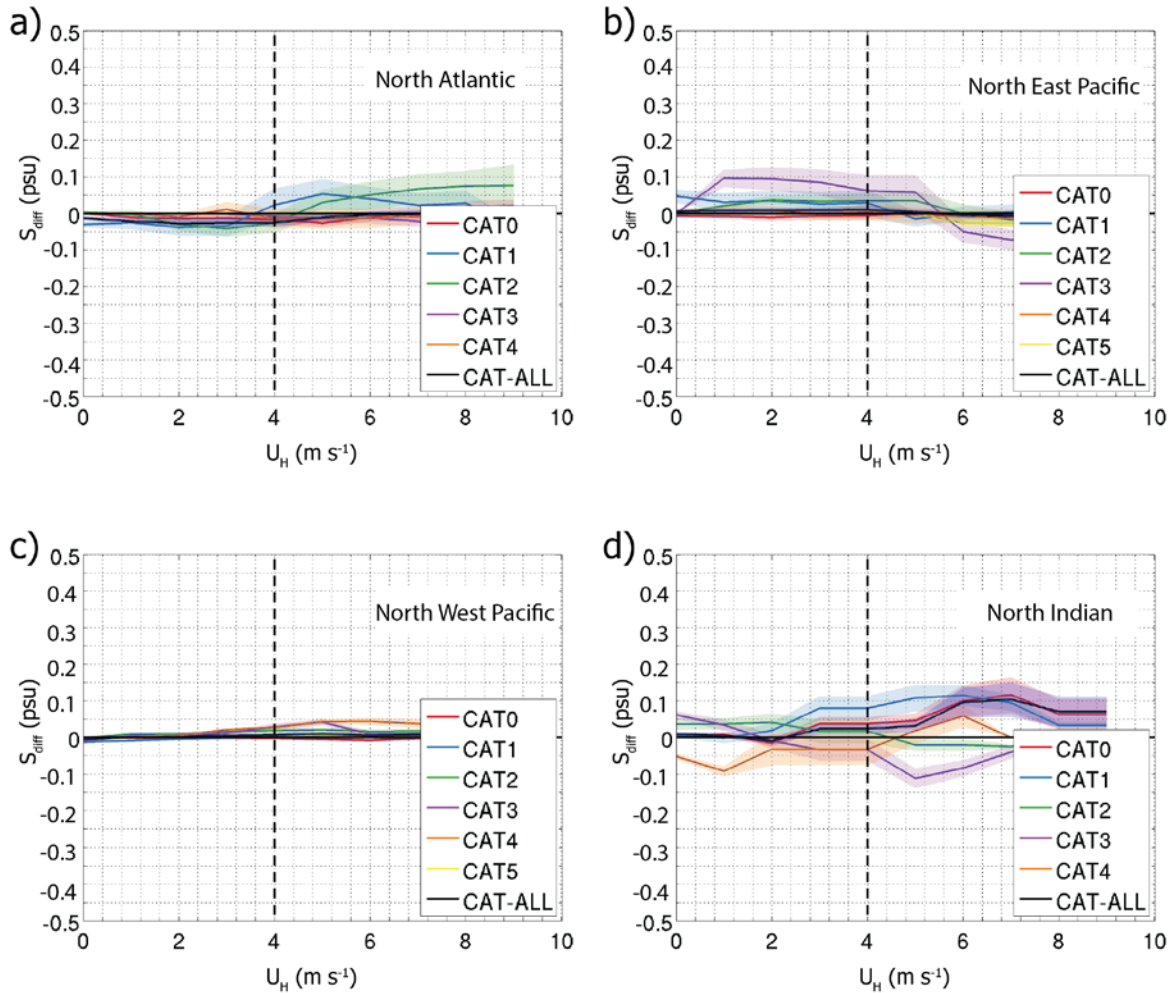 a)
North Atlantic
S_diff (psu)
0.5
0.4
0.3
0.2
0.1
0
-0.1
-0.2
-0.3
-0.4
-0.5
0 2 4 6 8 10
U_H (m s⁻¹)
CAT0
CAT1
CAT2
CAT3
CAT4
CAT-ALL
b)
North East Pacific
S_diff (psu)
0.5
0.4
0.3
0.2
0.1
0
-0.1
-0.2
-0.3
-0.4
-0.5
0 2 4 6 8 10
U_H (m s⁻¹)
CAT0
CAT1
CAT2
CAT3
CAT4
CAT5
CAT-ALL
c)
North West Pacific
S_diff (psu)
0.5
0.4
0.3
0.2
0.1
0
-0.1
-0.2
-0.3
-0.4
-0.5
0 2 4 6 8 10
U_H (m s⁻¹)
CAT0
CAT1
CAT2
CAT3
CAT4
CAT5
CAT-ALL
d)
North Indian
S_diff (psu)
0.5
0.4
0.3
0.2
0.1
0
-0.1
-0.2
-0.3
-0.4
-0.5
0 2 4 6 8 10
U_H (m s⁻¹)
CAT0
CAT1
CAT2
CAT3
CAT4
CAT-ALL